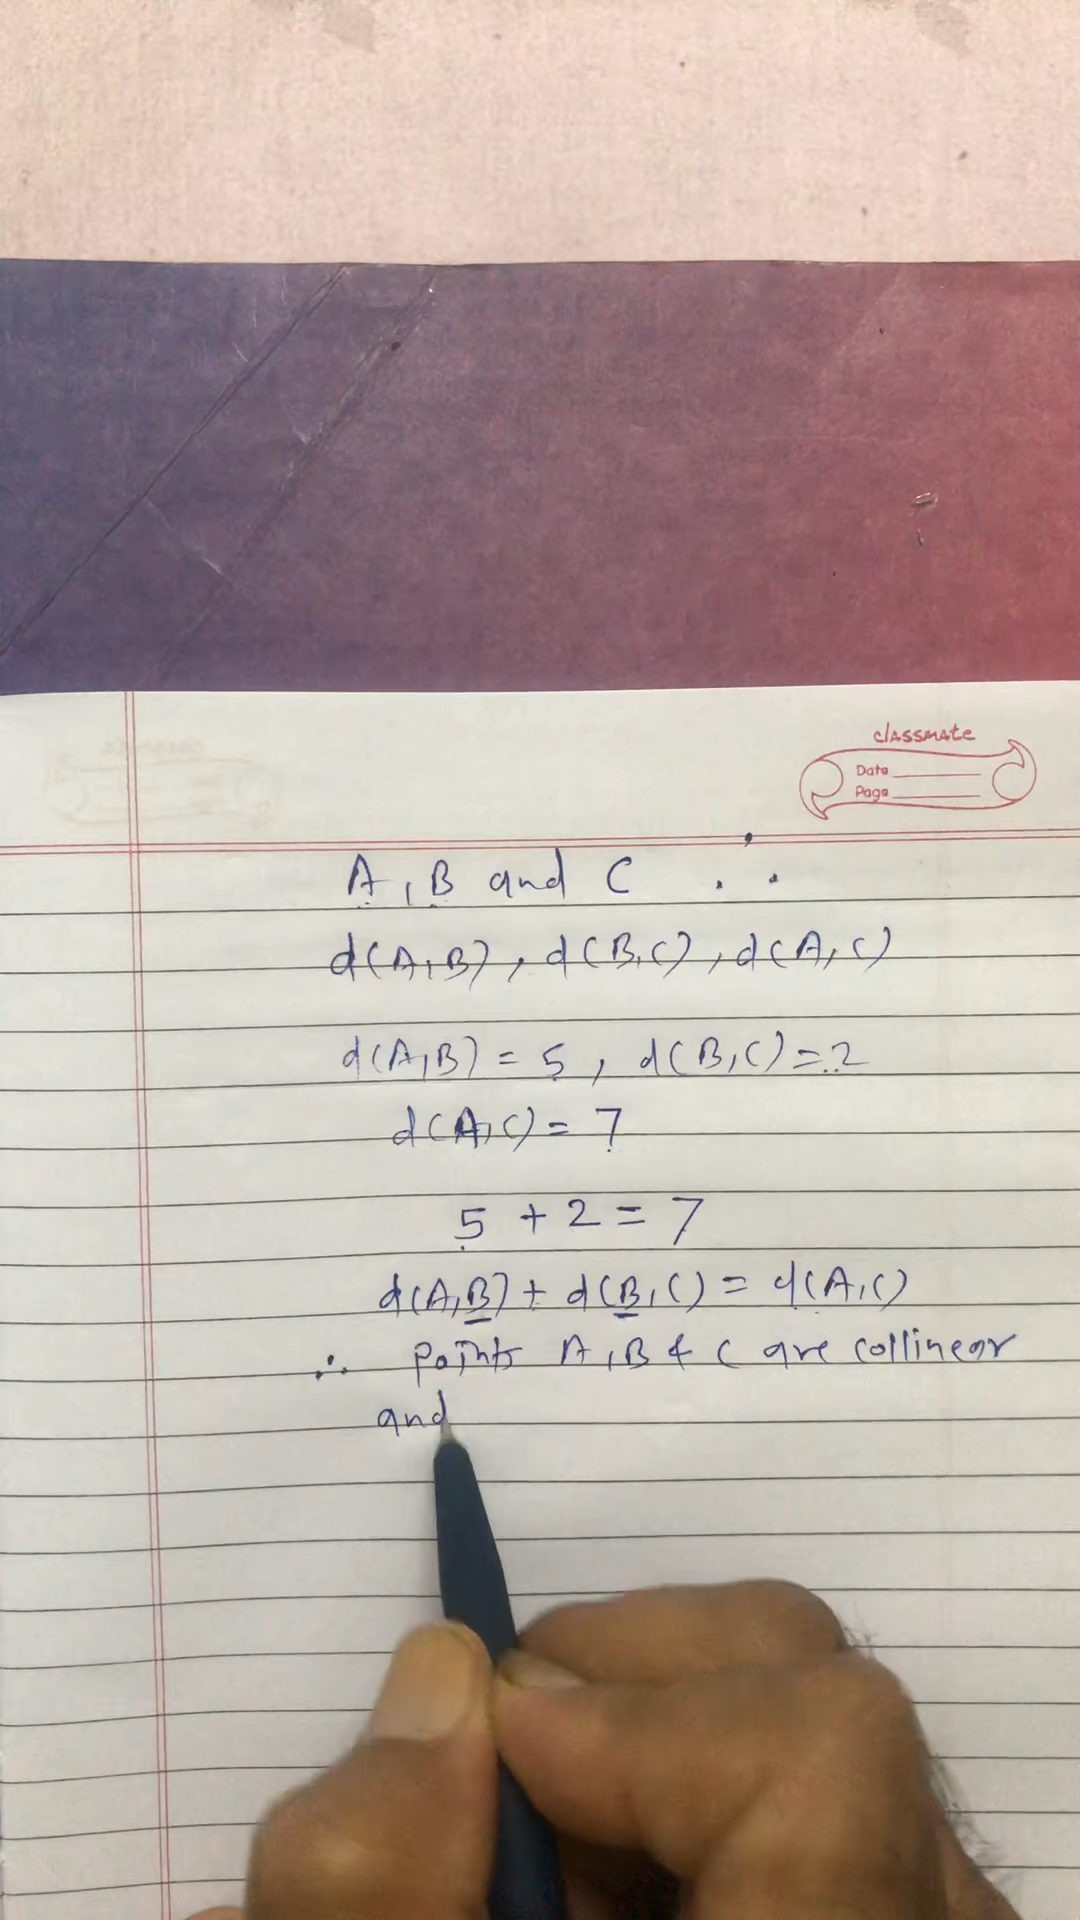 classmate
Date
Page
A, B and C
d(A,B), d(B,C), d(A,C)
d(A,B) = 5, d(B,C) = 2
d(A,C) = 7
5 + 2 = 7
d(A,B) + d(B,C) = d(A,C)
∴ points A, B & C are collinear
and